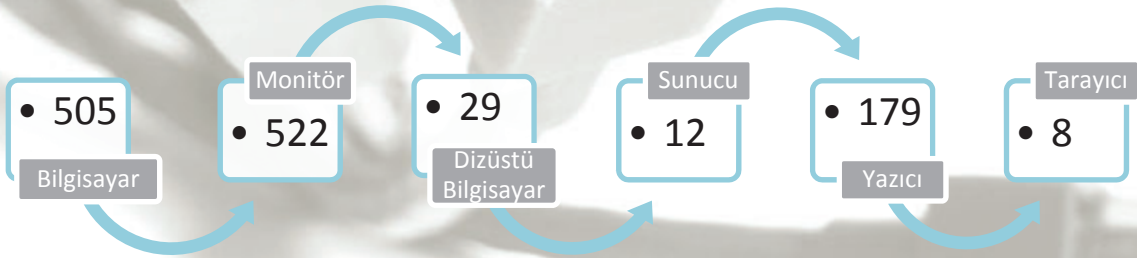 • 505
Bilgisayar
Monitör
• 522
• 29
Dizüstü
Bilgisayar
Sunucu
• 12
• 179
Yazıcı
Tarayıcı
• 8